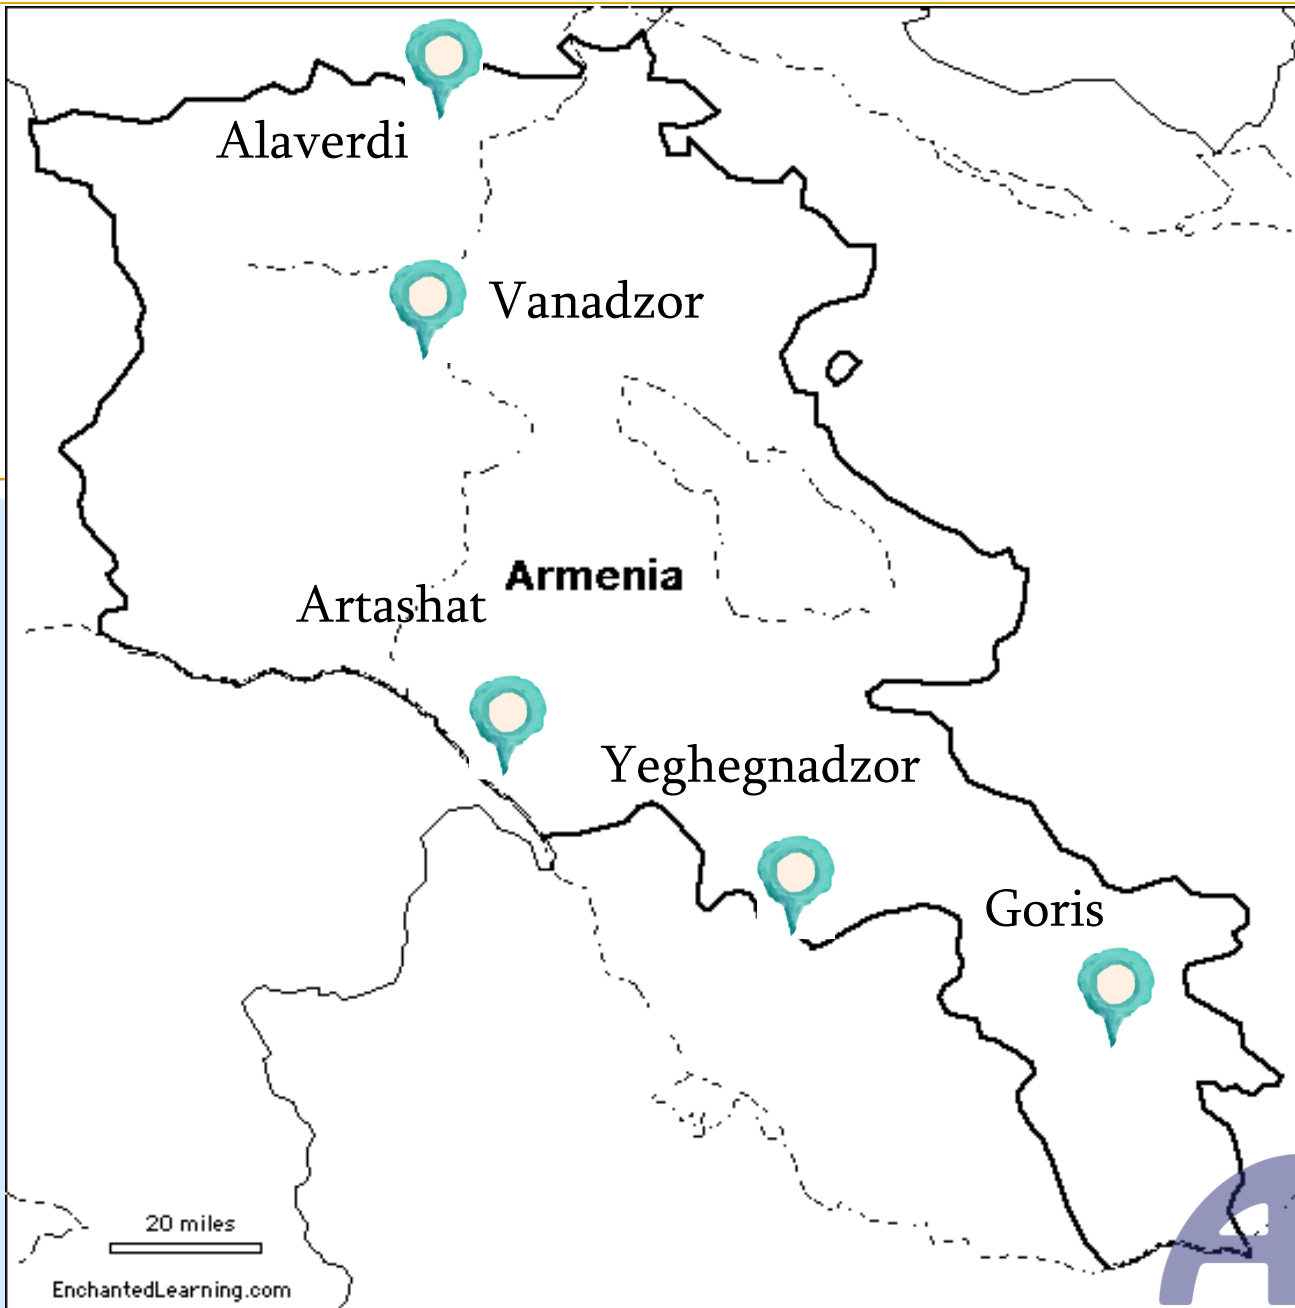 Alaverdi
Vanadzor
Armenia
Artashat
Yeghegnadzor
Goris
20 miles
EnchantedLearning.com
A